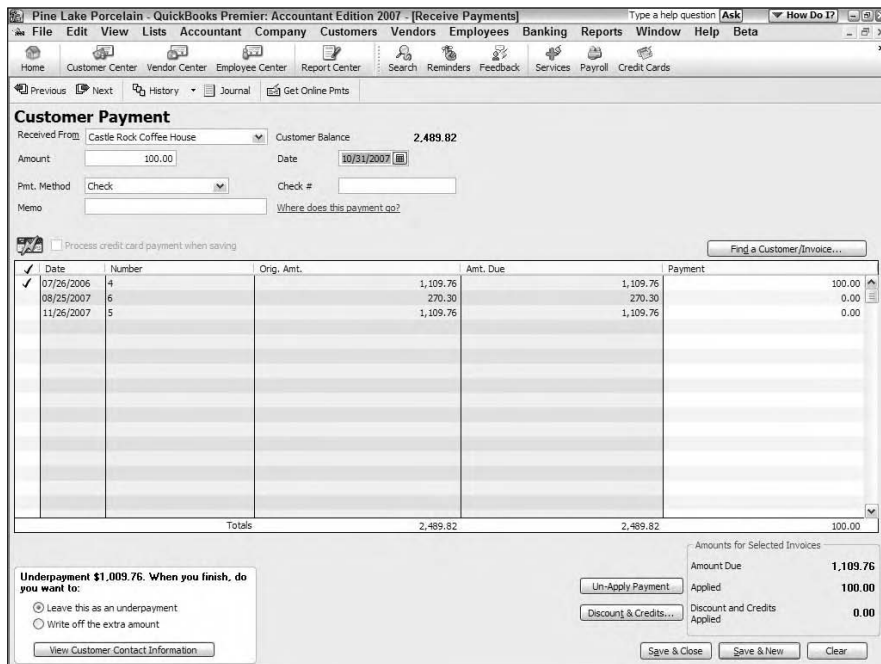 Pine Lake Porcelain - QuickBooks Premier: Accountant Edition 2007 - [Receive Payments]
Type a help question Ask
How Do I?
File Edit View Lists Accountant Company Customers Vendors Employees Banking Reports Window Help Beta
Home Customer Center Vendor Center Employee Center Report Center Search Reminders Feedback Services Payroll Credit Cards
Previous Next History Journal Get Online Pmts
Customer Payment
Received From Castle Rock Coffee House Customer Balance 2,489.82
Amount 100.00 Date 10/31/2007
Pmt. Method Check Check #
Memo Where does this payment go?
Process credit card payment when saving
Find a Customer/Invoice...
✓ Date Number Orig. Amt. Amt. Due Payment
✓ 07/26/2006 4 1,109.76 1,109.76 100.00
08/25/2007 6 270.30 270.30 0.00
11/26/2007 5 1,109.76 1,109.76 0.00
Totals 2,489.82 2,489.82 100.00
Amounts for Selected Invoices
Amount Due 1,109.76
Applied 100.00
Discount and Credits Applied 0.00
Un-Apply Payment
Discount & Credits...
Underpayment $1,009.76. When you finish, do
you want to:
Leave this as an underpayment
Write off the extra amount
View Customer Contact Information
Save & Close Save & New Clear